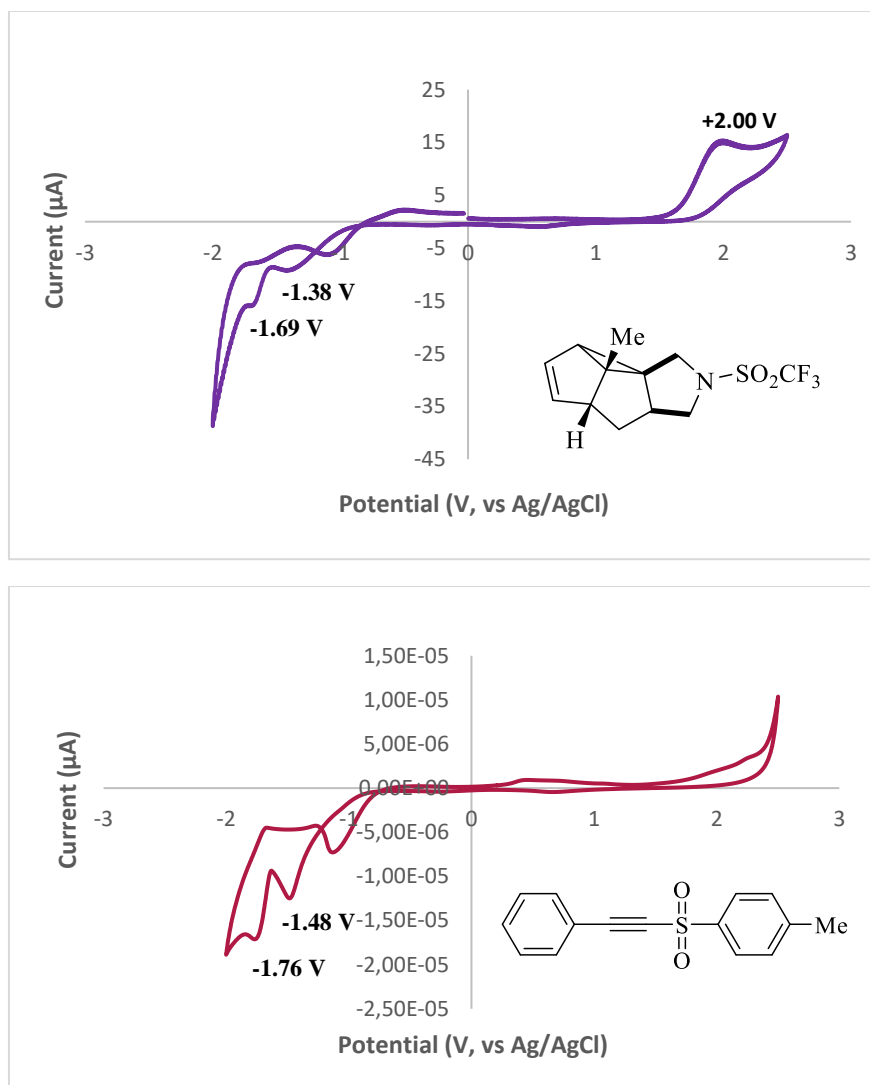 25
15
5
-5
-15
-25
-35
-45
-3
-2
-1
0
1
2
3
+2.00 V
-1.38 V
-1.69 V
Current (µA)
Potential (V, vs Ag/AgCl)
Me
N
SO2CF3
H
1,50E-05
1,00E-05
5,00E-06
0,00E+00
-5,00E-06
-1,00E-05
-1,50E-05
-2,00E-05
-2,50E-05
-3
-2
-1
0
1
2
3
-1.48 V
-1.76 V
Current (µA)
Potential (V, vs Ag/AgCl)
O
S
O
Me